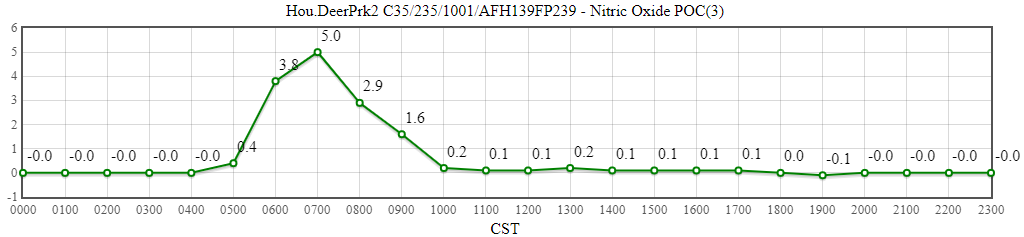 Hou.DeerPrk2 C35/235/1001/AFH139FP239 - Nitric Oxide POC(3)
6
5
4
3
2
1
0
-1
-0.0 -0.0 -0.0 -0.0 -0.0 0.4 3.8 5.0 2.9 1.6 0.2 0.1 0.1 0.2 0.1 0.1 0.1 0.1 0.0 -0.1 -0.0 -0.0 -0.0 -0.0
0000 0100 0200 0300 0400 0500 0600 0700 0800 0900 1000 1100 1200 1300 1400 1500 1600 1700 1800 1900 2000 2100 2200 2300
CST